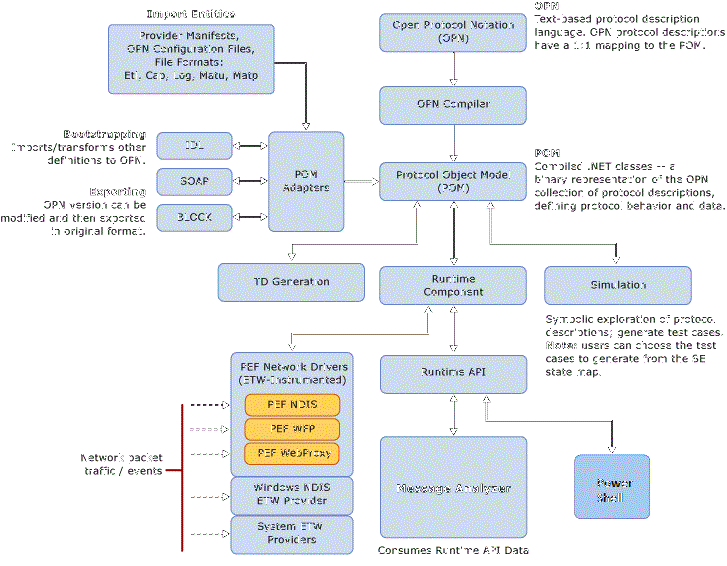 Import Entities
Provider Manifests,
OPN Configuration Files,
File Formats:
Etl, Cap, Log, Matu, Matp
Open Protocol Notation
(OPN)
OPN
Text-based protocol description
language. OPN protocol descriptions
have a 1:1 mapping to the POM.
OPN Compiler
Bootstrapping
Imports/transforms other
definitions to OPN.
Exporting
OPN version can be
modified and then exported
in original format.
IDL
SOAP
BLOCK
POM
Adapters
Protocol Object Model
(POM)
POM
Compiled .NET classes -- a
binary representation of the OPN
collection of protocol descriptions,
defining protocol behavior and data.
TD Generation
Runtime
Component
Simulation
Symbolic exploration of protocol
descriptions; generate test cases.
Note: users can choose the test
cases to generate from the SE
state map.
PEF Network Drivers
(ETW-Instrumented)
PEF NDIS
PEF WFP
PEF WebProxy
Network packet
traffic / events
Windows NDIS
ETW Provider
System ETW
Providers
Runtime API
Message Analyzer
Consumes Runtime API Data
Power
Shell